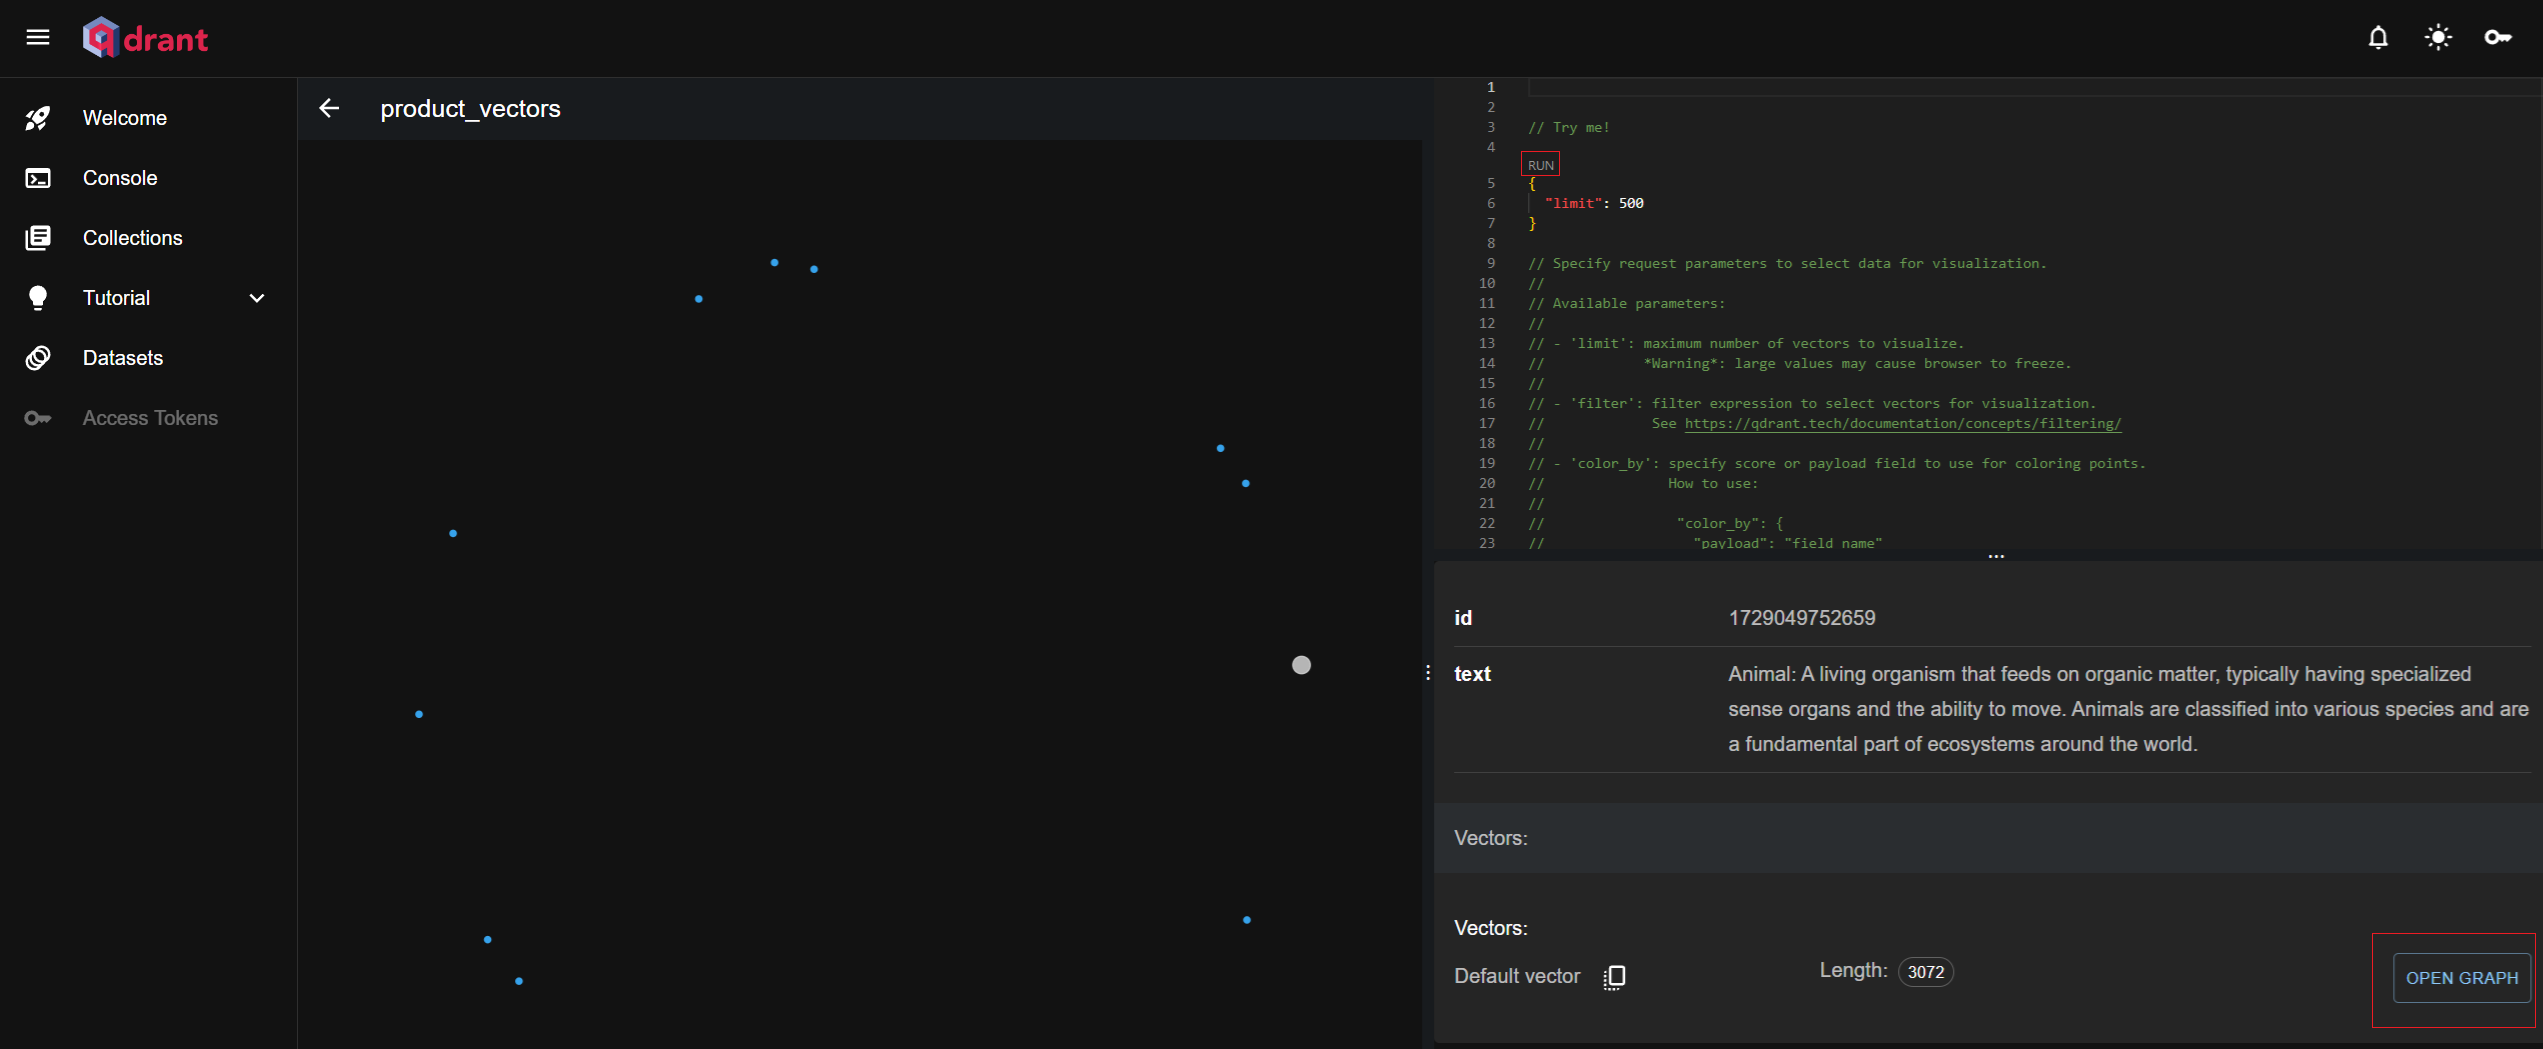 qdrant
Welcome
Console
Collections
Tutorial
Datasets
Access Tokens
product_vectors
1
2
3 // Try me!
4
RUN
5 {
6 "limit": 500
7 }
8
9 // Specify request parameters to select data for visualization.
10 //
11 // Available parameters:
12 //
13 // - 'limit': maximum number of vectors to visualize.
14 // *Warning*: large values may cause browser to freeze.
15 //
16 // - 'filter': filter expression to select vectors for visualization.
17 // See https://qdrant.tech/documentation/concepts/filtering/
18 //
19 // - 'color_by': specify score or payload field to use for coloring points.
20 // How to use:
21 //
22 // "color_by": {
23 // "payload": "field_name"
id 1729049752659
text Animal: A living organism that feeds on organic matter, typically having specialized
sense organs and the ability to move. Animals are classified into various species and are
a fundamental part of ecosystems around the world.
Vectors:
Vectors:
Default vector Length: 3072 OPEN GRAPH